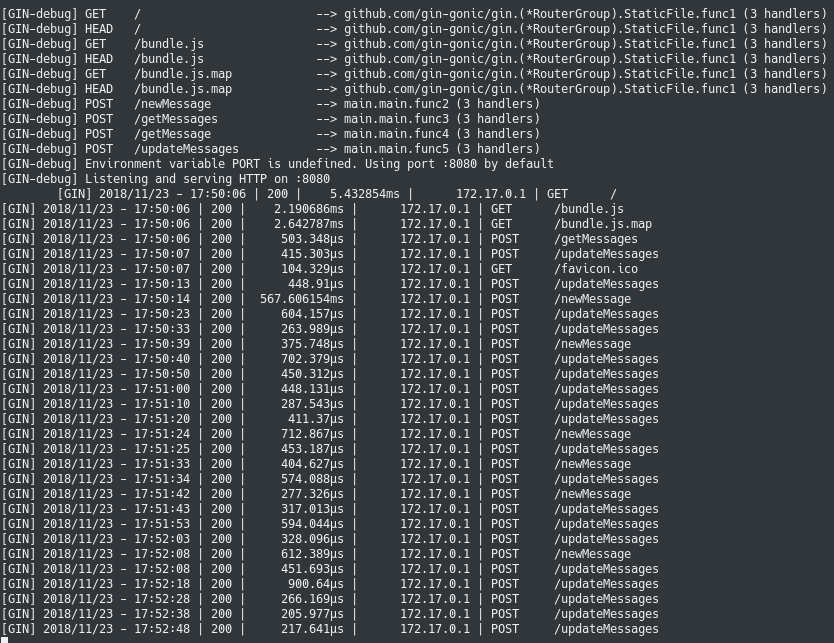 [GIN-debug] GET    /                         --> github.com/gin-gonic/gin.(*RouterGroup).StaticFile.func1 (3 handlers)
[GIN-debug] HEAD   /                         --> github.com/gin-gonic/gin.(*RouterGroup).StaticFile.func1 (3 handlers)
[GIN-debug] GET    /bundle.js                --> github.com/gin-gonic/gin.(*RouterGroup).StaticFile.func1 (3 handlers)
[GIN-debug] HEAD   /bundle.js                --> github.com/gin-gonic/gin.(*RouterGroup).StaticFile.func1 (3 handlers)
[GIN-debug] GET    /bundle.js.map            --> github.com/gin-gonic/gin.(*RouterGroup).StaticFile.func1 (3 handlers)
[GIN-debug] HEAD   /bundle.js.map            --> github.com/gin-gonic/gin.(*RouterGroup).StaticFile.func1 (3 handlers)
[GIN-debug] POST   /newMessage               --> main.main.func2 (3 handlers)
[GIN-debug] POST   /getMessages              --> main.main.func3 (3 handlers)
[GIN-debug] POST   /getMessage               --> main.main.func4 (3 handlers)
[GIN-debug] POST   /updateMessages           --> main.main.func5 (3 handlers)
[GIN-debug] Environment variable PORT is undefined. Using port :8080 by default
[GIN-debug] Listening and serving HTTP on :8080
        [GIN] 2018/11/23 - 17:50:06 | 200 |    5.432854ms |      172.17.0.1 | GET      /
[GIN] 2018/11/23 - 17:50:06 | 200 |    2.190686ms |      172.17.0.1 | GET      /bundle.js
[GIN] 2018/11/23 - 17:50:06 | 200 |    2.642787ms |      172.17.0.1 | GET      /bundle.js.map
[GIN] 2018/11/23 - 17:50:06 | 200 |     503.348µs |      172.17.0.1 | POST     /getMessages
[GIN] 2018/11/23 - 17:50:07 | 200 |     415.303µs |      172.17.0.1 | POST     /updateMessages
[GIN] 2018/11/23 - 17:50:07 | 200 |     104.329µs |      172.17.0.1 | GET      /favicon.ico
[GIN] 2018/11/23 - 17:50:13 | 200 |      448.91µs |      172.17.0.1 | POST     /updateMessages
[GIN] 2018/11/23 - 17:50:14 | 200 |  567.606154ms |      172.17.0.1 | POST     /newMessage
[GIN] 2018/11/23 - 17:50:23 | 200 |     604.157µs |      172.17.0.1 | POST     /updateMessages
[GIN] 2018/11/23 - 17:50:33 | 200 |     263.989µs |      172.17.0.1 | POST     /updateMessages
[GIN] 2018/11/23 - 17:50:39 | 200 |     375.748µs |      172.17.0.1 | POST     /newMessage
[GIN] 2018/11/23 - 17:50:40 | 200 |     702.379µs |      172.17.0.1 | POST     /updateMessages
[GIN] 2018/11/23 - 17:50:50 | 200 |     450.312µs |      172.17.0.1 | POST     /updateMessages
[GIN] 2018/11/23 - 17:51:00 | 200 |     448.131µs |      172.17.0.1 | POST     /updateMessages
[GIN] 2018/11/23 - 17:51:10 | 200 |     287.543µs |      172.17.0.1 | POST     /updateMessages
[GIN] 2018/11/23 - 17:51:20 | 200 |      411.37µs |      172.17.0.1 | POST     /updateMessages
[GIN] 2018/11/23 - 17:51:24 | 200 |     712.867µs |      172.17.0.1 | POST     /newMessage
[GIN] 2018/11/23 - 17:51:25 | 200 |     453.187µs |      172.17.0.1 | POST     /updateMessages
[GIN] 2018/11/23 - 17:51:33 | 200 |     404.627µs |      172.17.0.1 | POST     /newMessage
[GIN] 2018/11/23 - 17:51:34 | 200 |     574.088µs |      172.17.0.1 | POST     /updateMessages
[GIN] 2018/11/23 - 17:51:42 | 200 |     277.326µs |      172.17.0.1 | POST     /newMessage
[GIN] 2018/11/23 - 17:51:43 | 200 |     317.013µs |      172.17.0.1 | POST     /updateMessages
[GIN] 2018/11/23 - 17:51:53 | 200 |     594.044µs |      172.17.0.1 | POST     /updateMessages
[GIN] 2018/11/23 - 17:52:03 | 200 |     328.096µs |      172.17.0.1 | POST     /updateMessages
[GIN] 2018/11/23 - 17:52:08 | 200 |     612.389µs |      172.17.0.1 | POST     /newMessage
[GIN] 2018/11/23 - 17:52:08 | 200 |     451.693µs |      172.17.0.1 | POST     /updateMessages
[GIN] 2018/11/23 - 17:52:18 | 200 |      900.64µs |      172.17.0.1 | POST     /updateMessages
[GIN] 2018/11/23 - 17:52:28 | 200 |     266.169µs |      172.17.0.1 | POST     /updateMessages
[GIN] 2018/11/23 - 17:52:38 | 200 |     205.977µs |      172.17.0.1 | POST     /updateMessages
[GIN] 2018/11/23 - 17:52:48 | 200 |     217.641µs |      172.17.0.1 | POST     /updateMessages